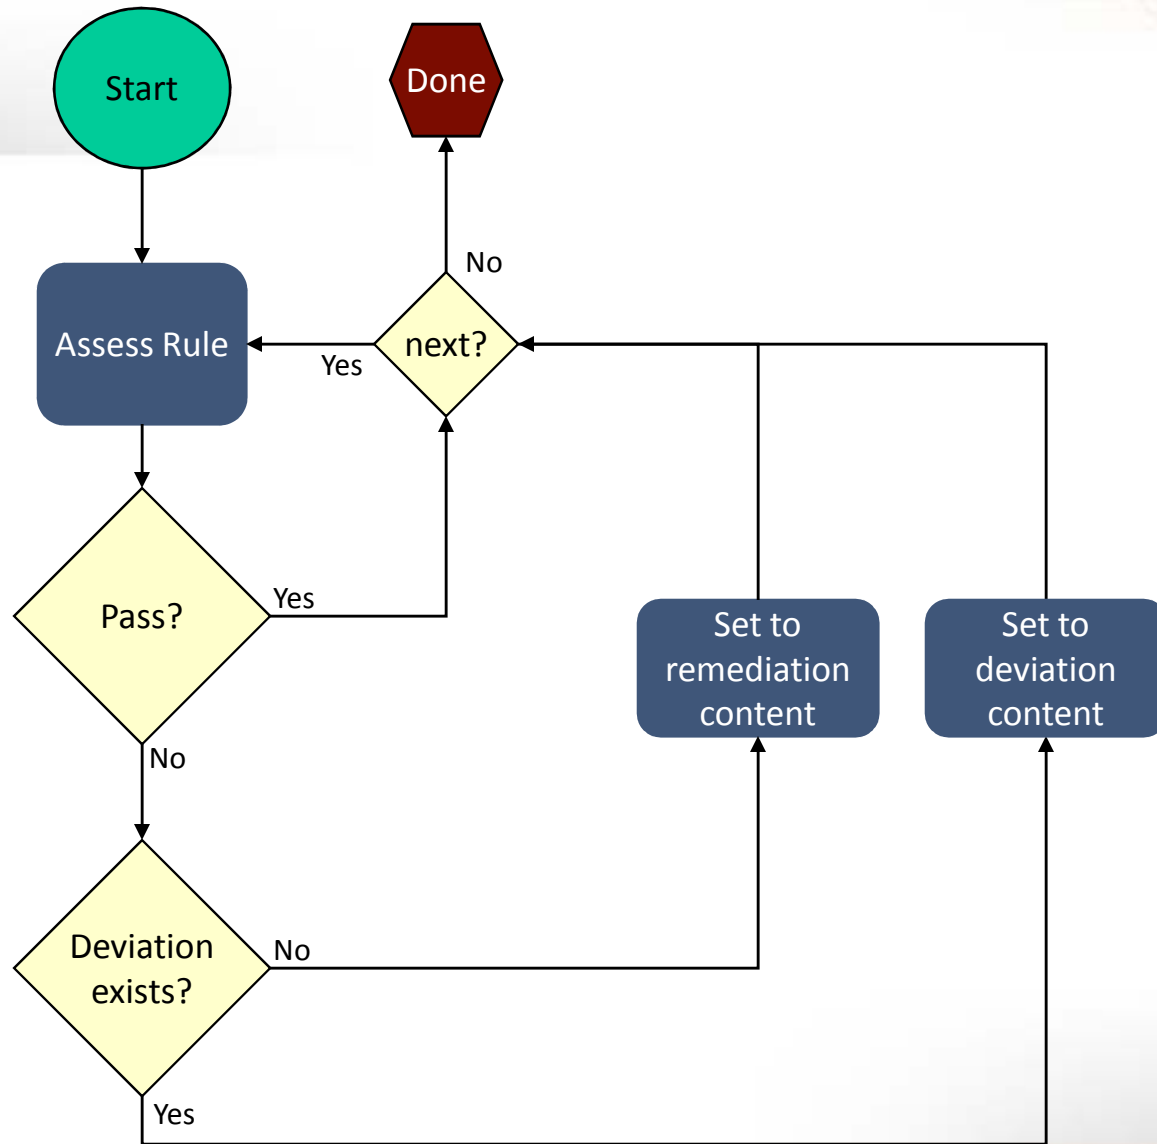 Start
Done
No
Assess Rule
next?
Yes
Pass?
Yes
Set to
remediation
content
Set to
deviation
content
No
Deviation
exists?
No
Yes